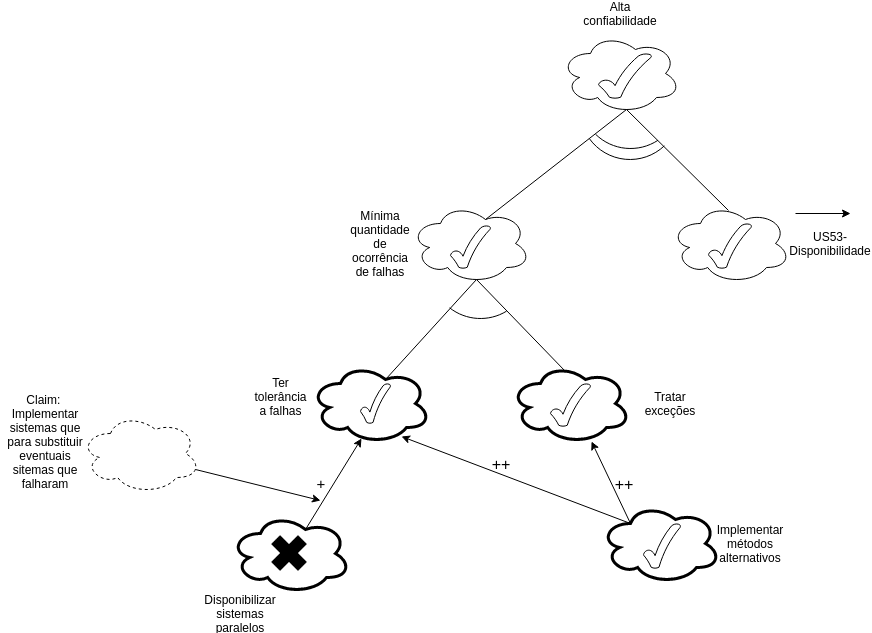 Alta
confiabilidade
Mínima
quantidade
de
ocorrência
de falhas
US53-
Disponibilidade
Ter
tolerância
a falhas
Tratar
exceções
Claim:
Implementar
sistemas que
para substituir
eventuais
sitemas que
falharam
+
++
++
Implementar
métodos
alternativos
Disponibilizar
sistemas
paralelos